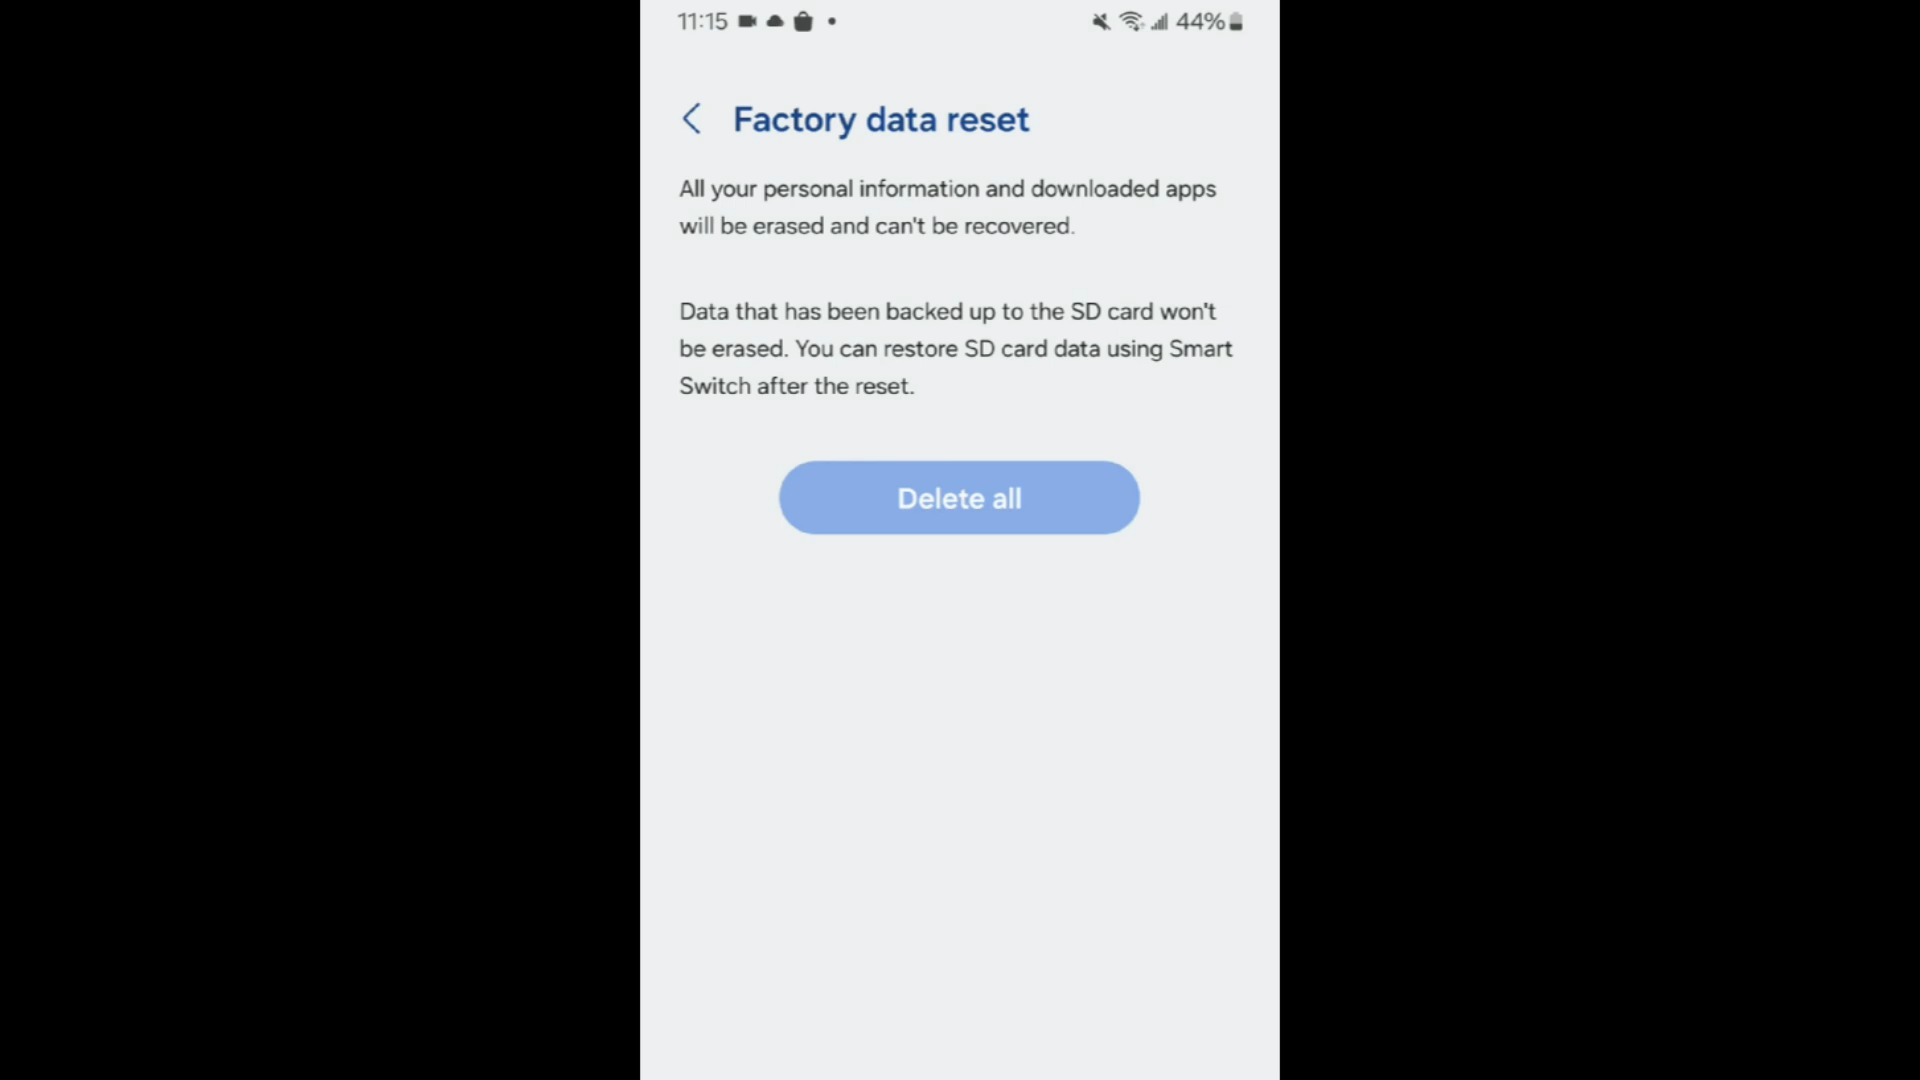 11:15
44%
Factory data reset
All your personal information and downloaded apps
will be erased and can't be recovered.
Data that has been backed up to the SD card won't
be erased. You can restore SD card data using Smart
Switch after the reset.
Delete all